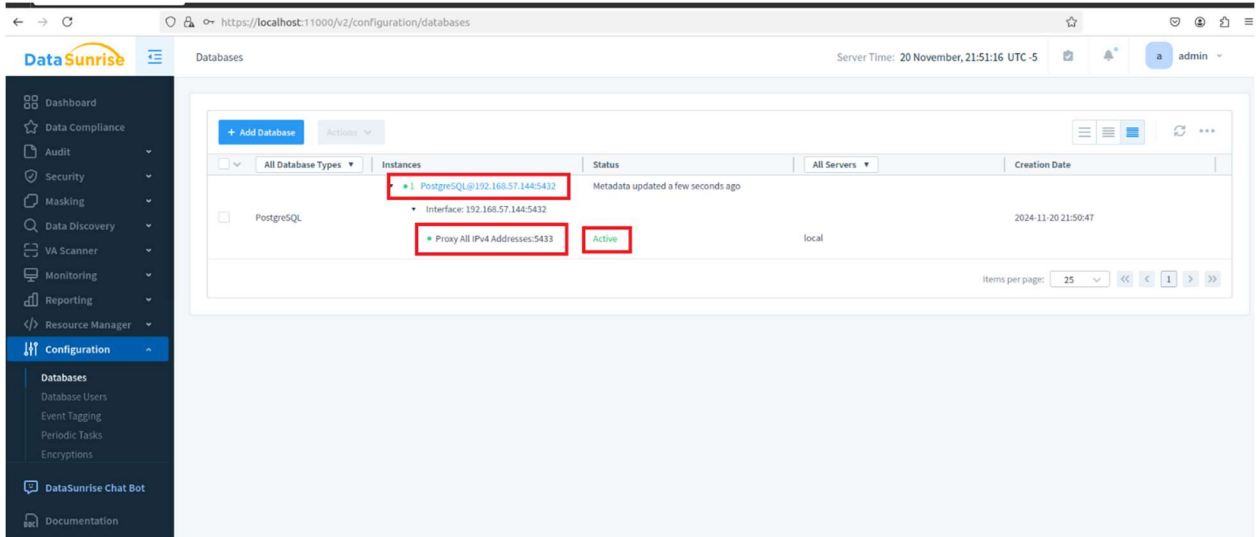 https://localhost:11000/v2/configuration/databases
DataSunrise
Databases
Server Time: 20 November, 21:51:16 UTC -5
a
admin
Dashboard
Data Compliance
Audit
Security
Masking
Data Discovery
VA Scanner
Monitoring
Reporting
Resource Manager
Configuration
Databases
Database Users
Event Tagging
Periodic Tasks
Encryptions
DataSunrise Chat Bot
DOC
Documentation
+ Add Database
Actions
All Database Types
Instances
Status
All Servers
Creation Date
PostgreSQL
PostgreSQL@192.168.57.144:5432
Metadata updated a few seconds ago
Interface: 192.168.57.144:5432
2024-11-20 21:50:47
Proxy All IPv4 Addresses:5433
Active
local
Items per page: 25
1